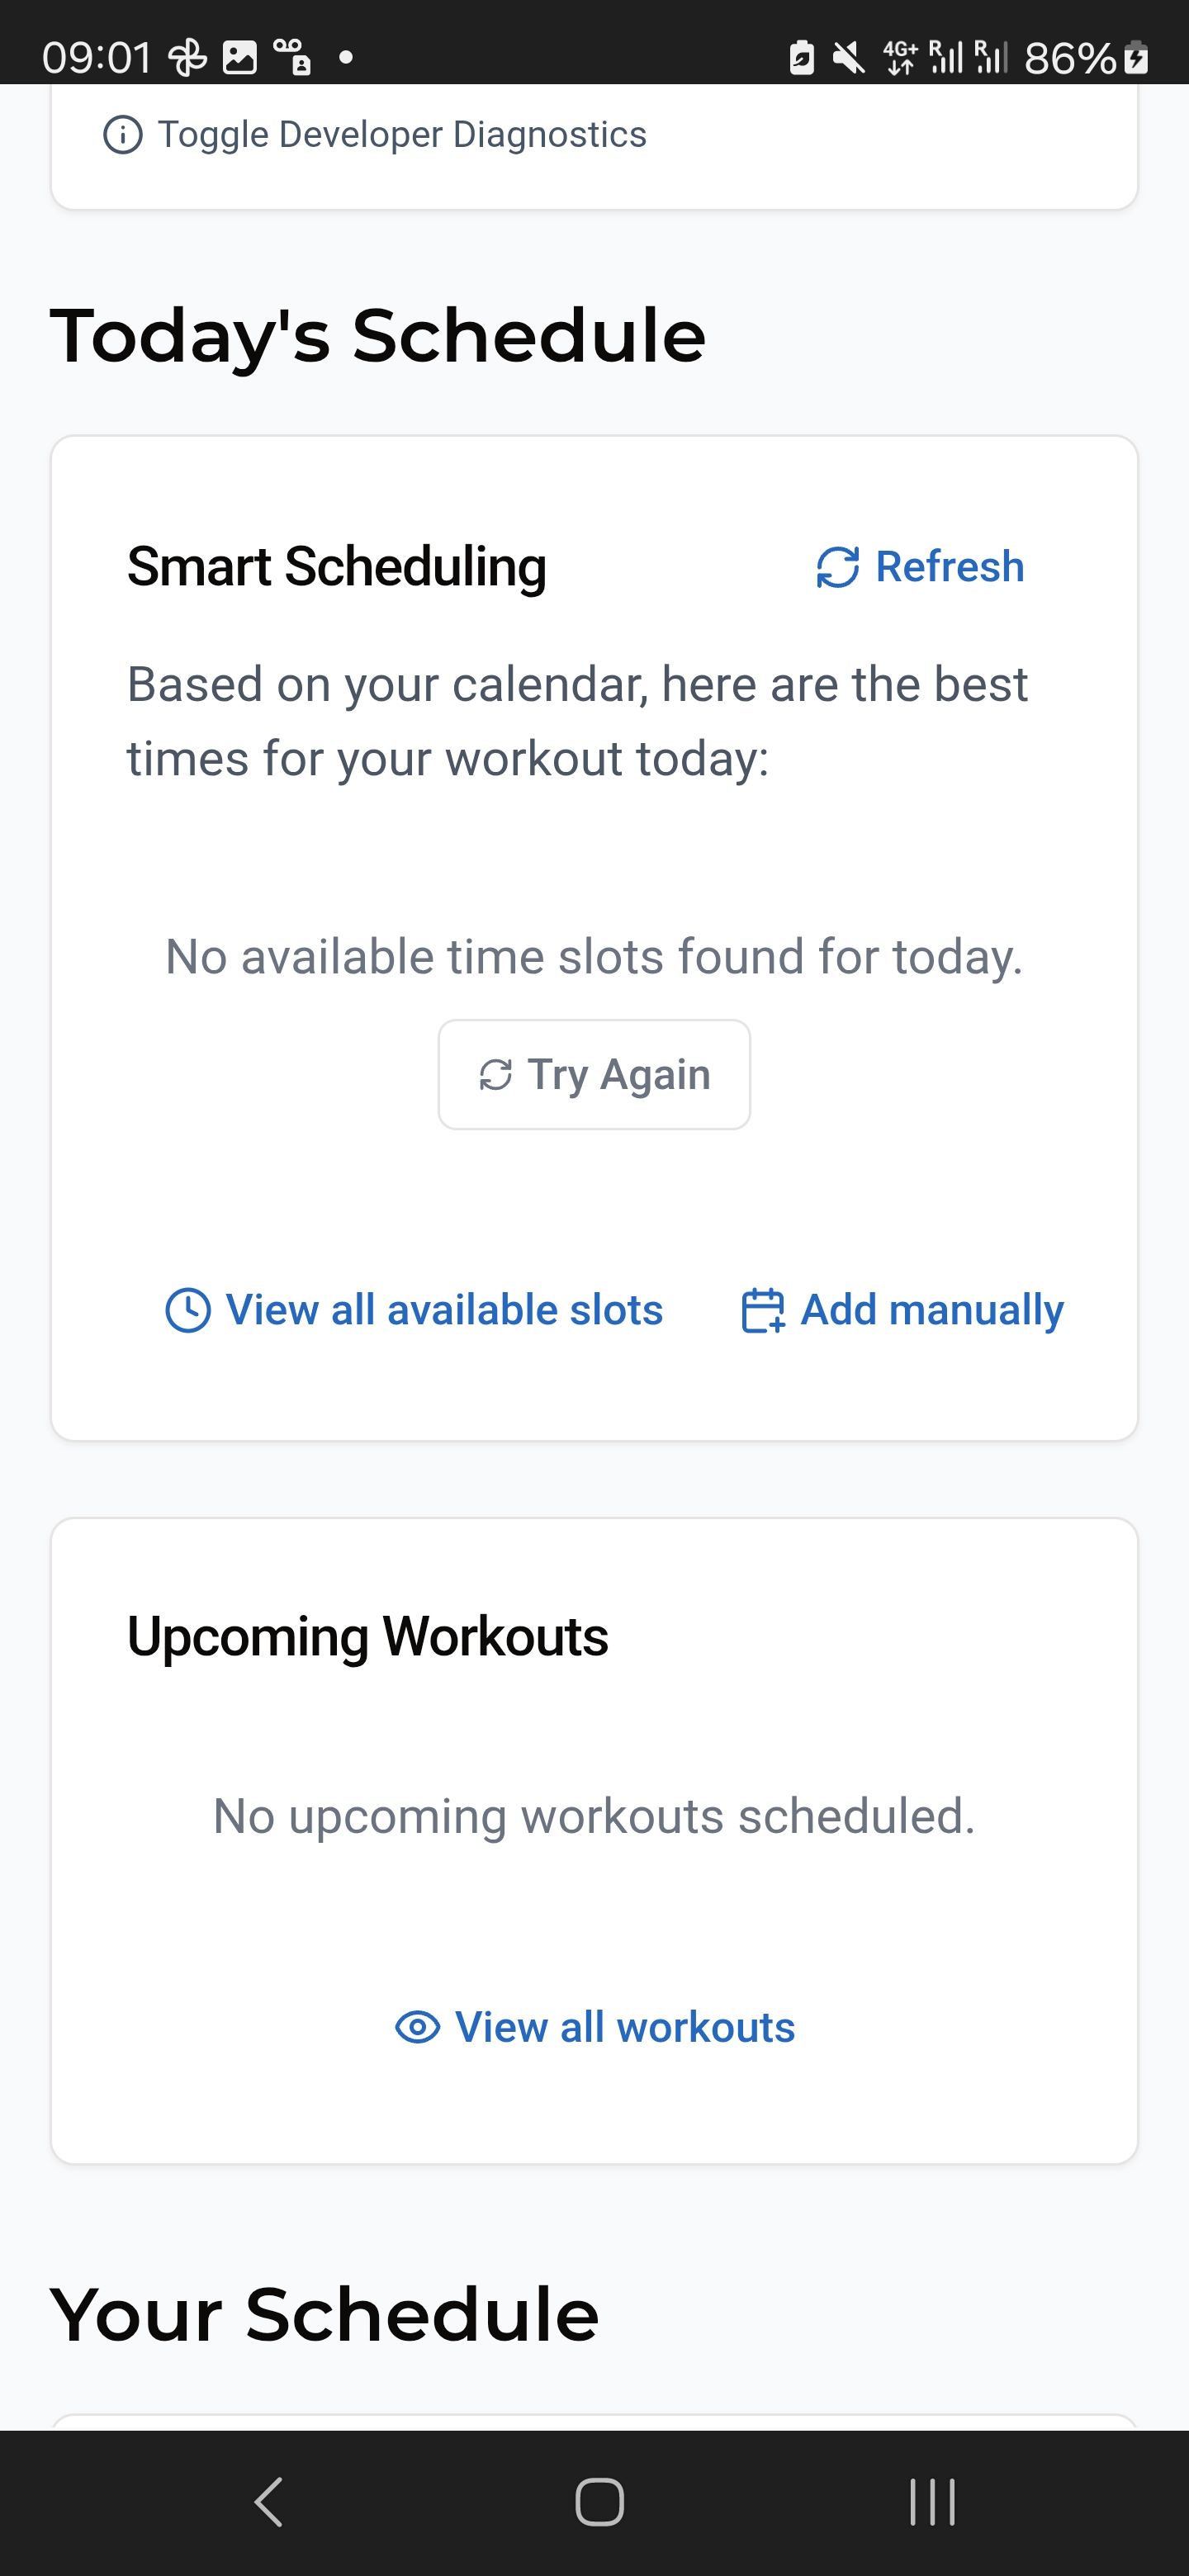 09:01
4G+ R R 86%
Toggle Developer Diagnostics
Today's Schedule
Smart Scheduling
Refresh
Based on your calendar, here are the best
times for your workout today:
No available time slots found for today.
Try Again
View all available slots
Add manually
Upcoming Workouts
No upcoming workouts scheduled.
View all workouts
Your Schedule